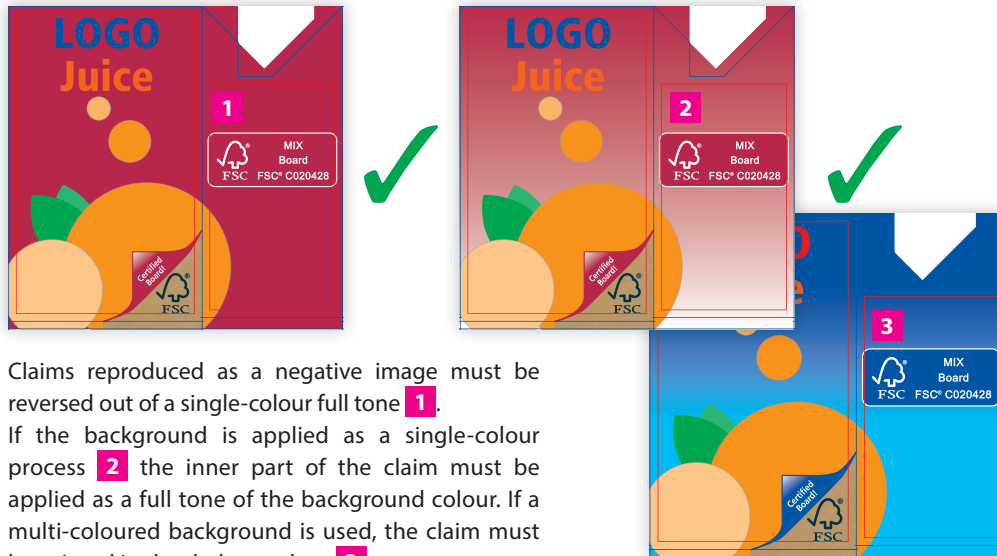 LOGO
Juice
1
MIX
Board
FSC® C020428
FSC
Certified
Board!
FSC
LOGO
Juice
2
MIX
Board
FSC® C020428
FSC
Certified
Board!
FSC
3
MIX
Board
FSC® C020428
FSC
Certified
Board!
FSC
Claims reproduced as a negative image must be
reversed out of a single-colour full tone 1 .
If the background is applied as a single-colour
process 2 the inner part of the claim must be
applied as a full tone of the background colour. If a
multi-coloured background is used, the claim must